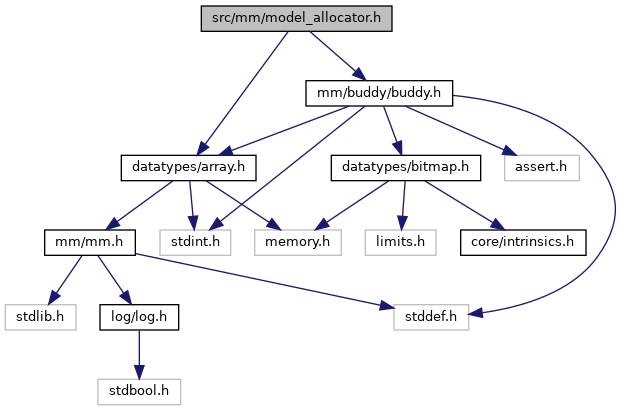 src/mm/model_allocator.h
mm/buddy/buddy.h
datatypes/array.h
datatypes/bitmap.h
assert.h
mm/mm.h
stdint.h
memory.h
limits.h
core/intrinsics.h
stdlib.h
log/log.h
stddef.h
stdbool.h